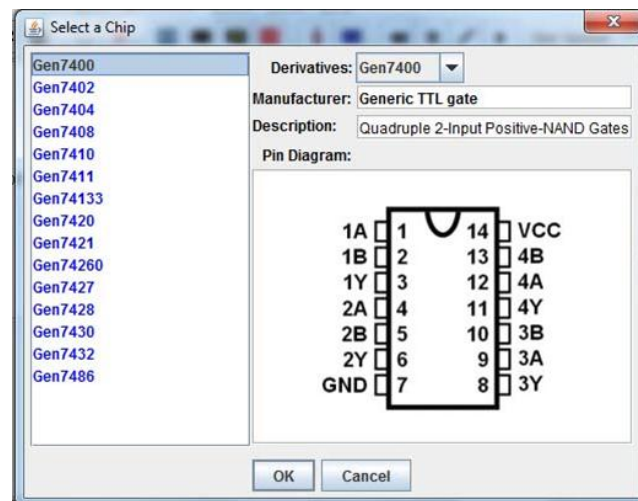 Select a Chip
Gen7400
Gen7402
Gen7404
Gen7408
Gen7410
Gen7411
Gen74133
Gen7420
Gen7421
Gen74260
Gen7427
Gen7428
Gen7430
Gen7432
Gen7486
Derivatives: Gen7400
Manufacturer: Generic TTL gate
Description: Quadruple 2-Input Positive-NAND Gates
Pin Diagram:
1A 1 14 VCC
1B 2 13 4B
1Y 3 12 4A
2A 4 11 4Y
2B 5 10 3B
2Y 6 9 3A
GND 7 8 3Y
OK Cancel